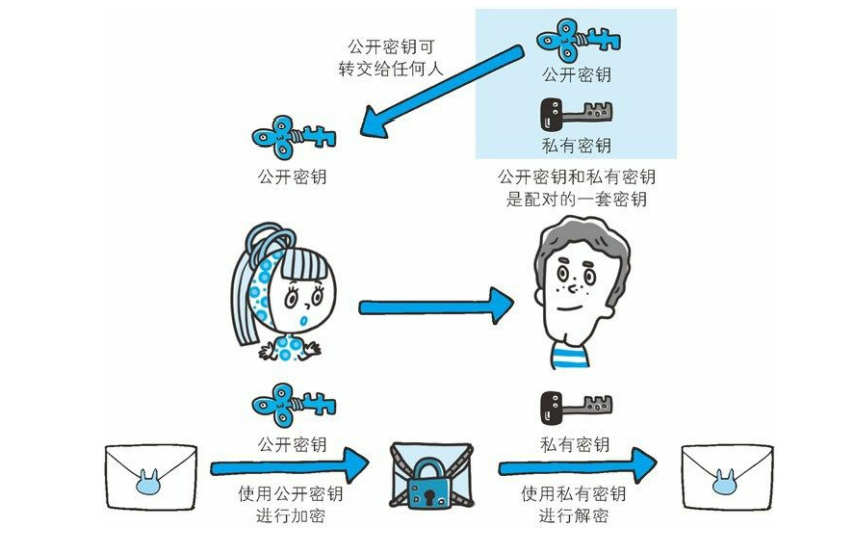 公开密钥可
转交给任何人
公开密钥
私有密钥
公开密钥
公开密钥和私有密钥
是配对的一套密钥
公开密钥
私有密钥
使用公开密钥
进行加密
使用私有密钥
进行解密